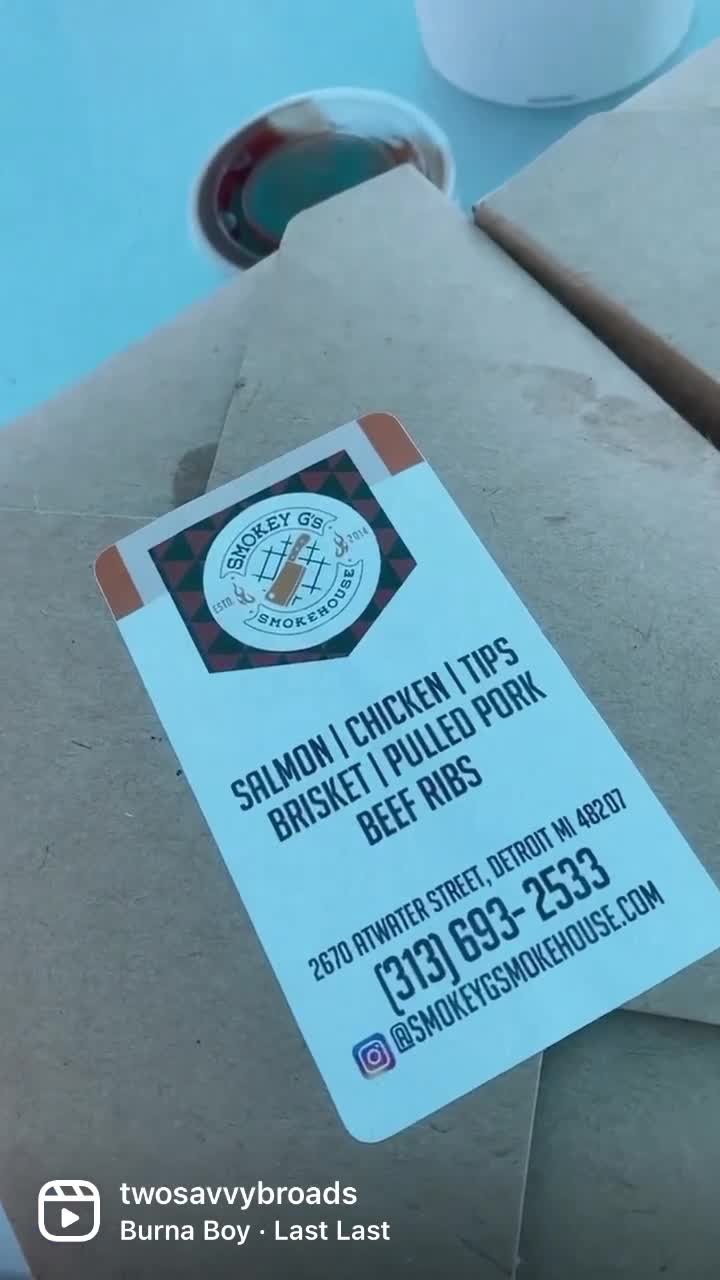 SMOKEY G'S
ESTD. 2014
SMOKEHOUSE
SALMON | CHICKEN | TIPS
BRISKET | PULLED PORK
BEEF RIBS
2670 ATWATER STREET, DETROIT MI 48207
(313) 693-2533
@SMOKEYGSMOKEHOUSE.COM
twosavvybroads
Burna Boy · Last Last